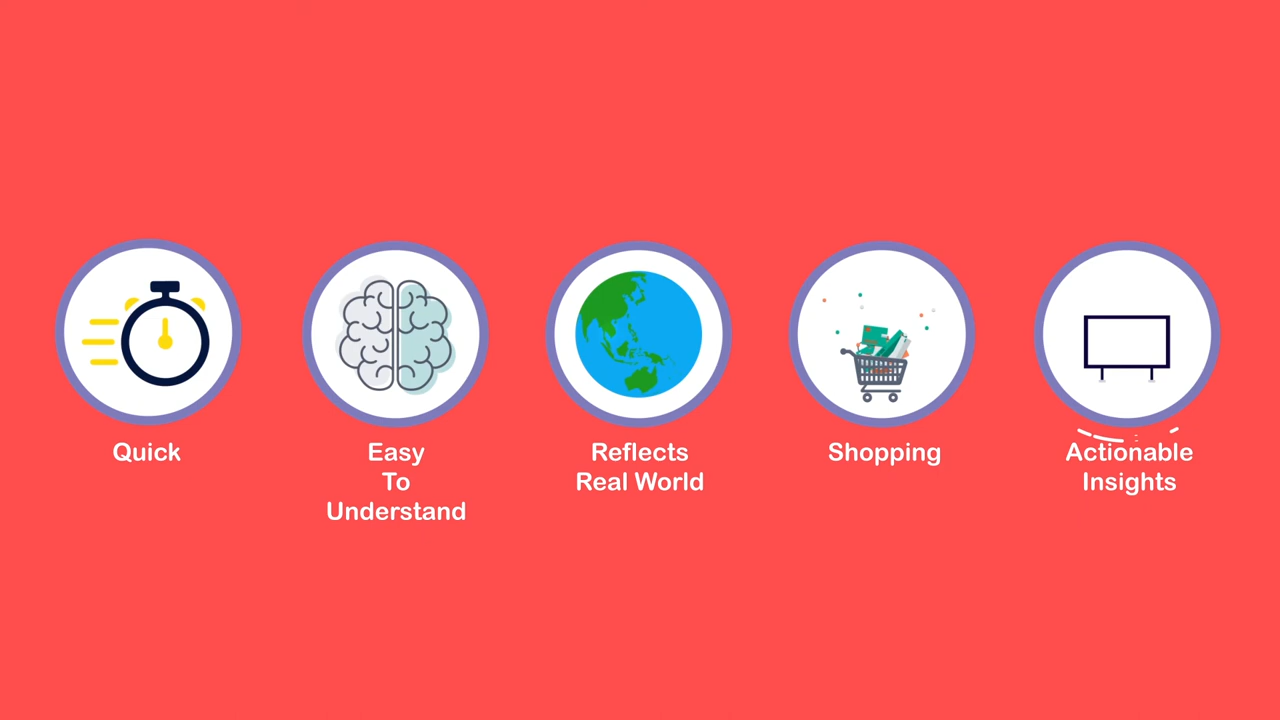 Quick
Easy
To
Understand
Reflects
Real World
Shopping
Actionable
Insights